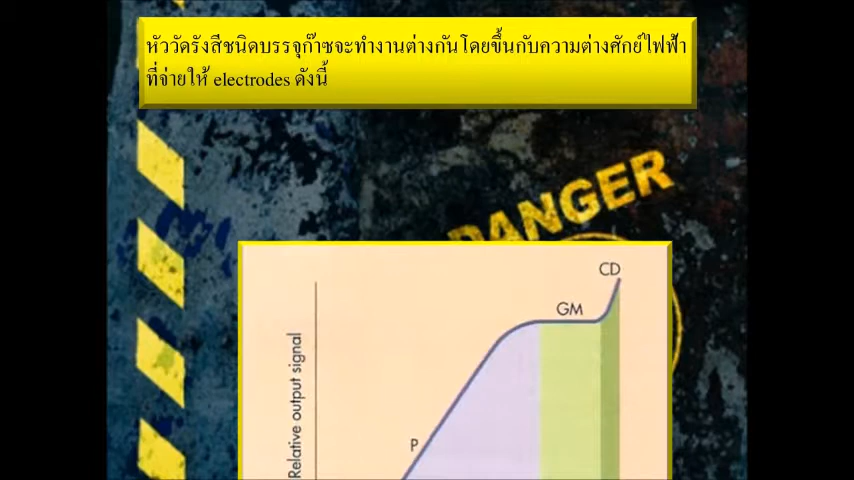 หัววัดรังสีชนิดบรรจุก๊าซจะทำงานต่างกันโดยขึ้นกับความต่างศักย์ไฟฟ้า
ที่จ่ายให้ electrodes ดังนี้
DANGER
CD
GM
Relative output signal
P